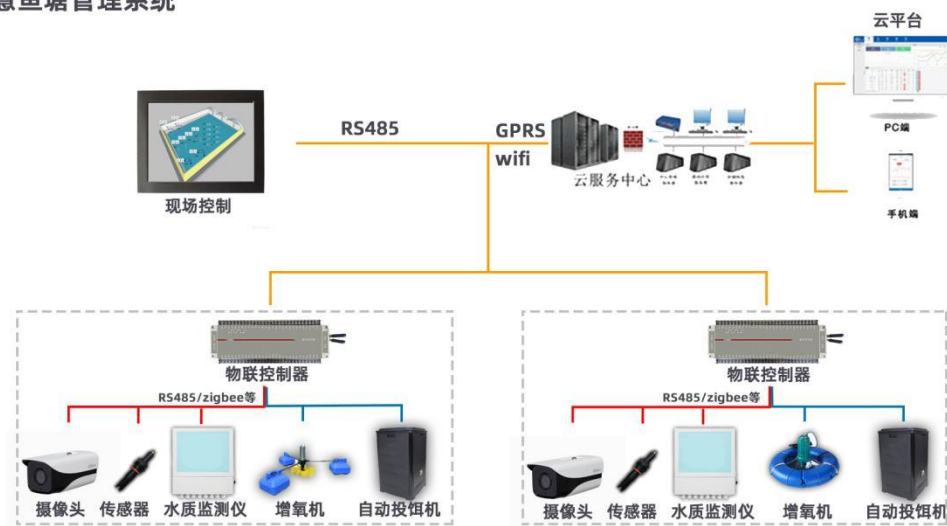 慧鱼塘管理系统
云平台
RS485
GPRS
wifi
PC端
云服务中心
现场控制
手机端
物联控制器
物联控制器
RS485/zigbee等
RS485/zigbee等
摄像头 传感器 水质监测仪 增氧机 自动投饵机
摄像头 传感器 水质监测仪 增氧机 自动投饵机